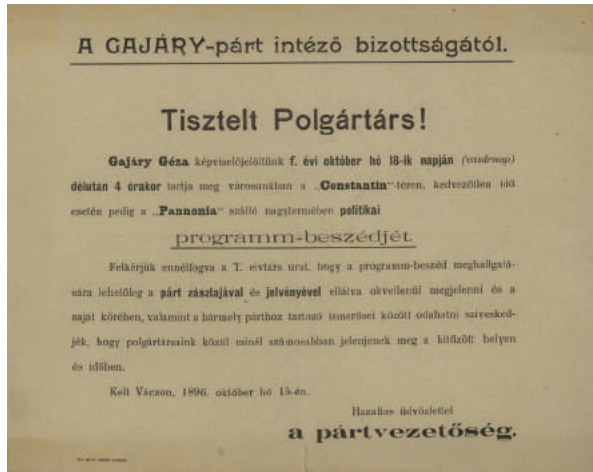 A GAJÁRY-párt intéző bizottságától.
Tisztelt Polgártárs!
Gajáry Géza képviselőjelöltünk f. évi október hó 18-ik napján (vasárnap)
délután 4 órakor tartja meg városunkban a „Constantin“-téren, kedvezőtlen idő
esetén pedig a „Pannonia“ szálló nagytermében politikai
programm-beszédjét.
Felkérjük ennélfogva a T. elvtárs urat, hogy a programm-beszéd meghallgatá-
sára lehetőleg a párt zászlajával és jelvényével ellátva okvetlenül megjelenni és a
saját körében, valamint a bármely párthoz tartozó ismerősei között odahatni szivesked-
jék, hogy polgártársaink közül minél számosabban jelenjenek meg a kitűzött helyen
és időben.
Kelt Váczon, 1896. október hó 15-én.
Hazafias üdvözlettel
a pártvezetőség.